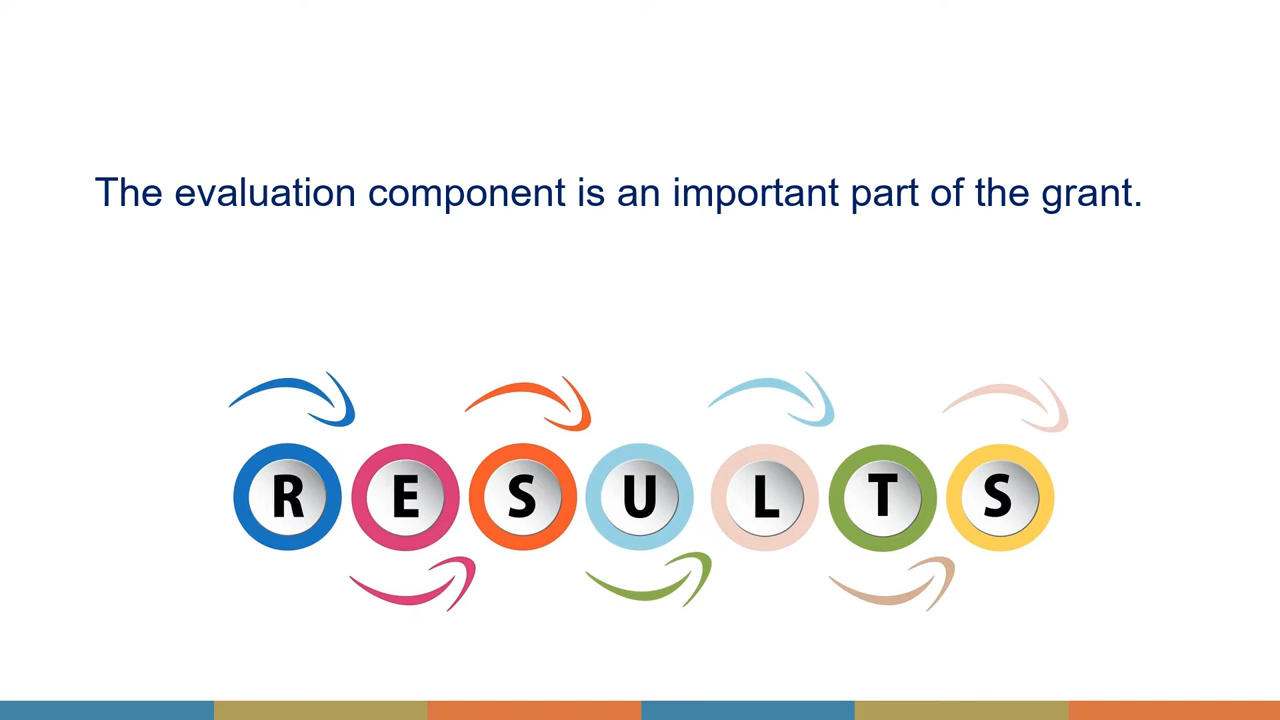 The evaluation component is an important part of the grant.
RESULTS